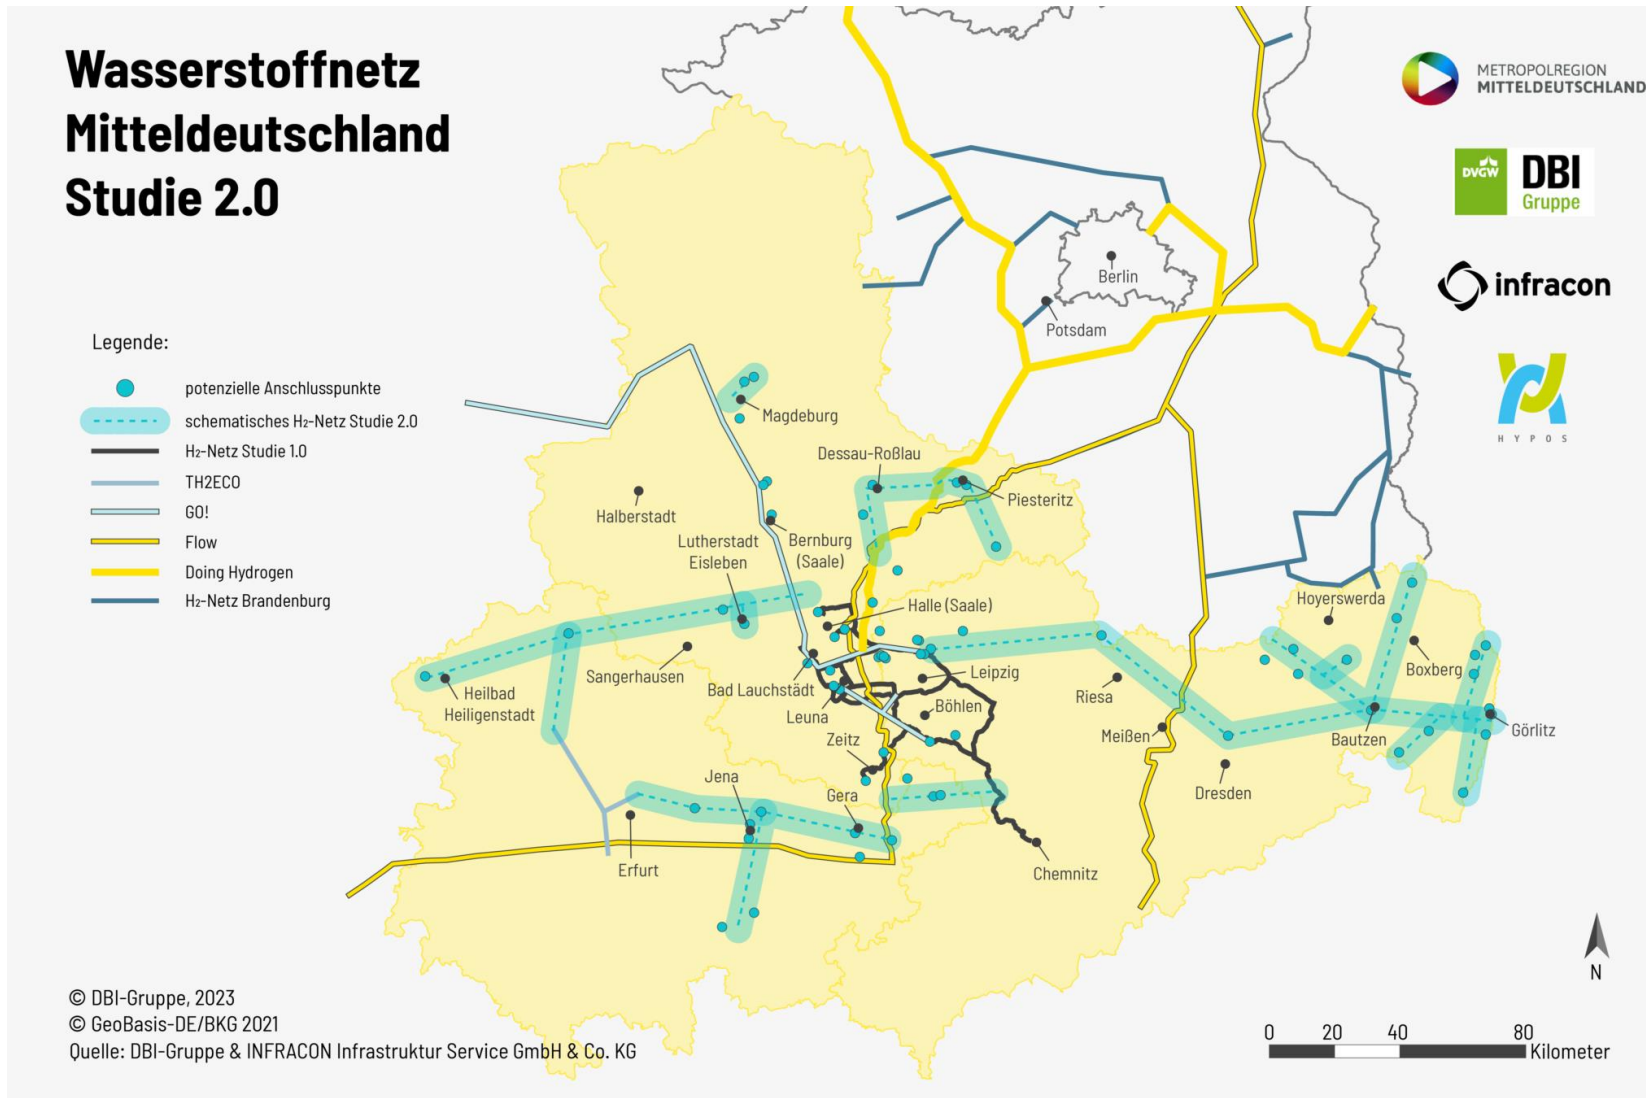 Wasserstoffnetz
Mitteldeutschland
Studie 2.0
METROPOLREGION
MITTELDEUTSCHLAND
DVGW
DBI
Gruppe
infracon
HYPOS
Legende:
potenzielle Anschlusspunkte
schematisches H₂-Netz Studie 2.0
H₂-Netz Studie 1.0
TH2ECO
GO!
Flow
Doing Hydrogen
H₂-Netz Brandenburg
Berlin
Potsdam
Magdeburg
Dessau-Roßlau
Piesteritz
Halberstadt
Lutherstadt
Eisleben
Bernburg
(Saale)
Halle (Saale)
Hoyerswerda
Boxberg
Sangerhausen
Bad Lauchstädt
Leipzig
Riesa
Heilbad
Heiligenstadt
Leuna
Böhlen
Meißen
Bautzen
Görlitz
Zeitz
Jena
Gera
Dresden
Erfurt
Chemnitz
N
© DBI-Gruppe, 2023
© GeoBasis-DE/BKG 2021
Quelle: DBI-Gruppe & INFRACON Infrastruktur Service GmbH & Co. KG
0 20 40 80
Kilometer